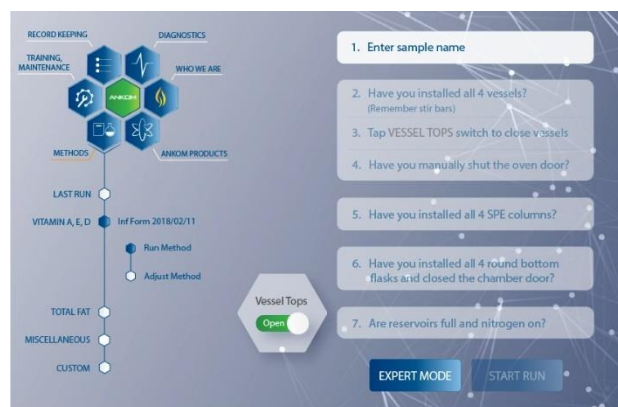 RECORD KEEPING
DIAGNOSTICS
TRAINING,
MAINTENANCE
WHO WE ARE
ANKOM
METHODS
ANKOM PRODUCTS
LAST RUN
VITAMIN A, E, D
Inf Form 2018/02/11
Run Method
Adjust Method
TOTAL FAT
MISCELLANEOUS
CUSTOM
Vessel Tops
Open
1. Enter sample name
2. Have you installed all 4 vessels?
(Remember stir bars)
3. Tap VESSEL TOPS switch to close vessels
4. Have you manually shut the oven door?
5. Have you installed all 4 SPE columns?
6. Have you installed all 4 round bottom
flasks and closed the chamber door?
7. Are reservoirs full and nitrogen on?
EXPERT MODE
START RUN